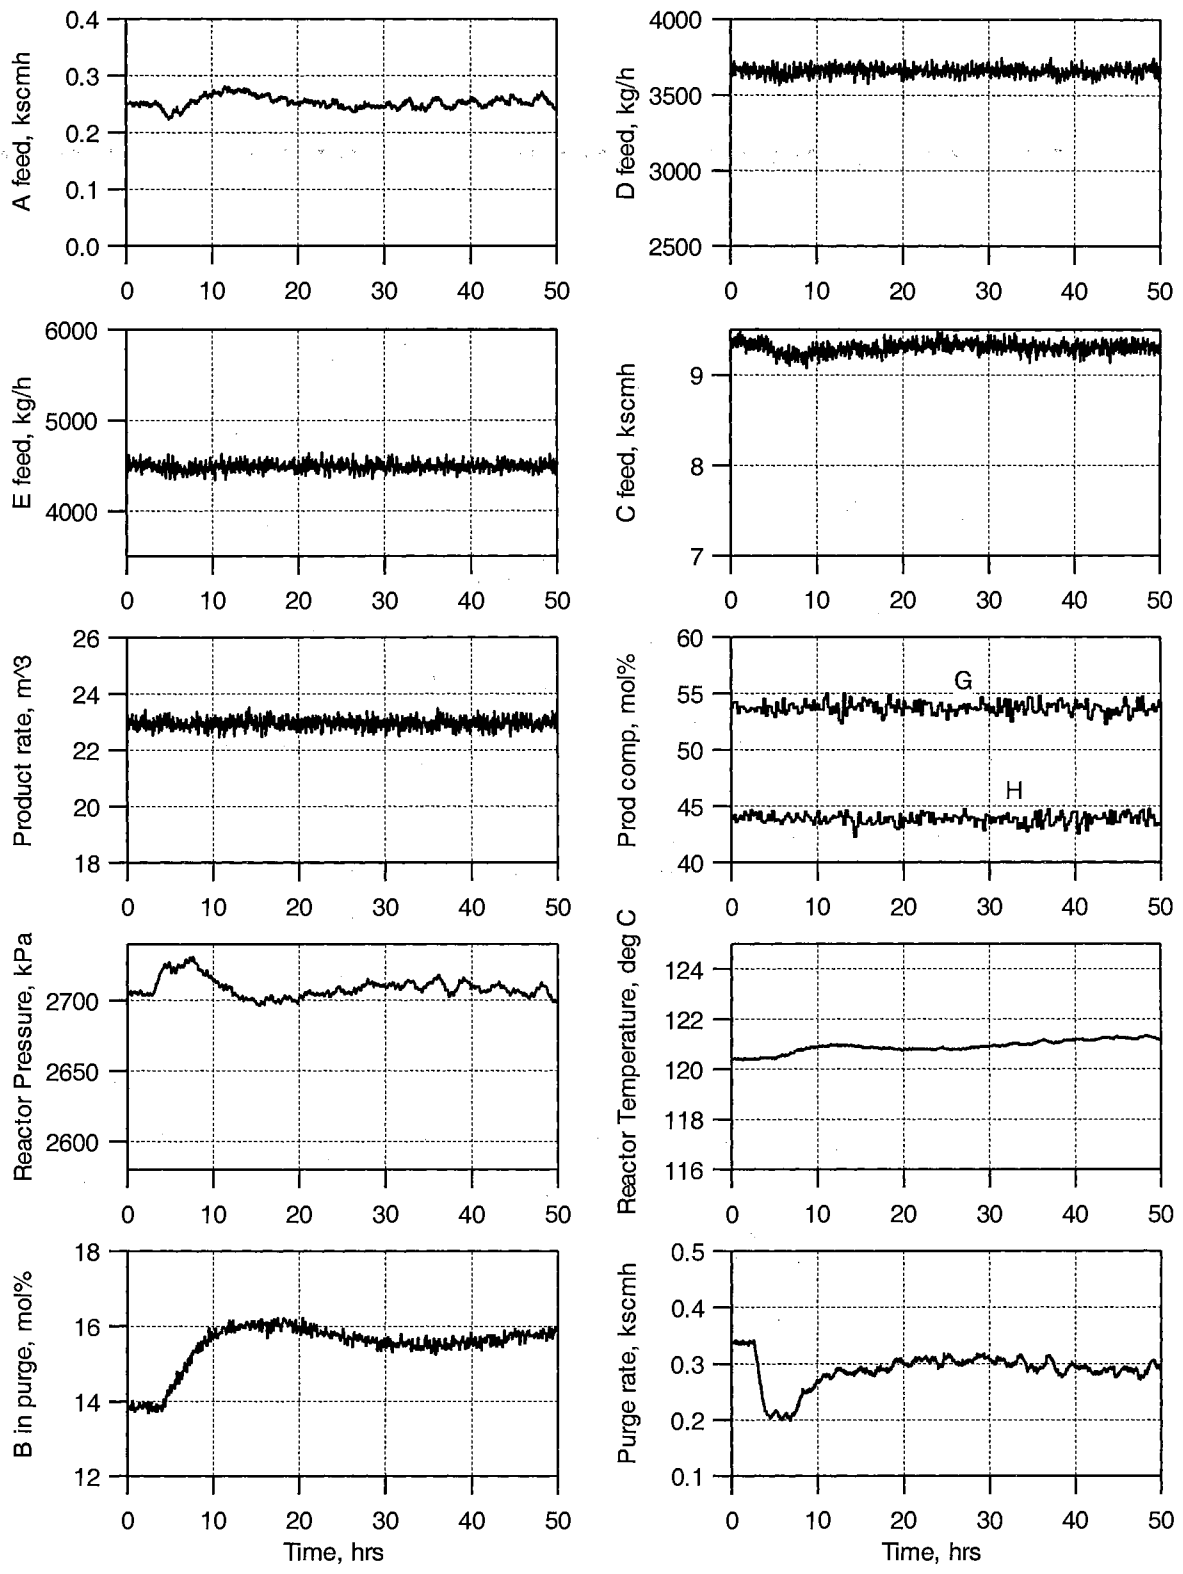 A feed, kscmh
0.4
0.3
0.2
0.1
0.0
0 10 20 30 40 50
D feed, kg/h
4000
3500
3000
2500
0 10 20 30 40 50
E feed, kg/h
6000
5000
4000
0 10 20 30 40 50
C feed, kscmh
9
8
7
0 10 20 30 40 50
Product rate, m^3
26
24
22
20
18
0 10 20 30 40 50
Prod comp, mol%
60
55
50
45
40
G
H
0 10 20 30 40 50
Reactor Pressure, kPa
2700
2650
2600
0 10 20 30 40 50
Reactor Temperature, deg C
124
122
120
118
116
0 10 20 30 40 50
B in purge, mol%
18
16
14
12
0 10 20 30 40 50
Time, hrs
Purge rate, kscmh
0.5
0.4
0.3
0.2
0.1
0 10 20 30 40 50
Time, hrs